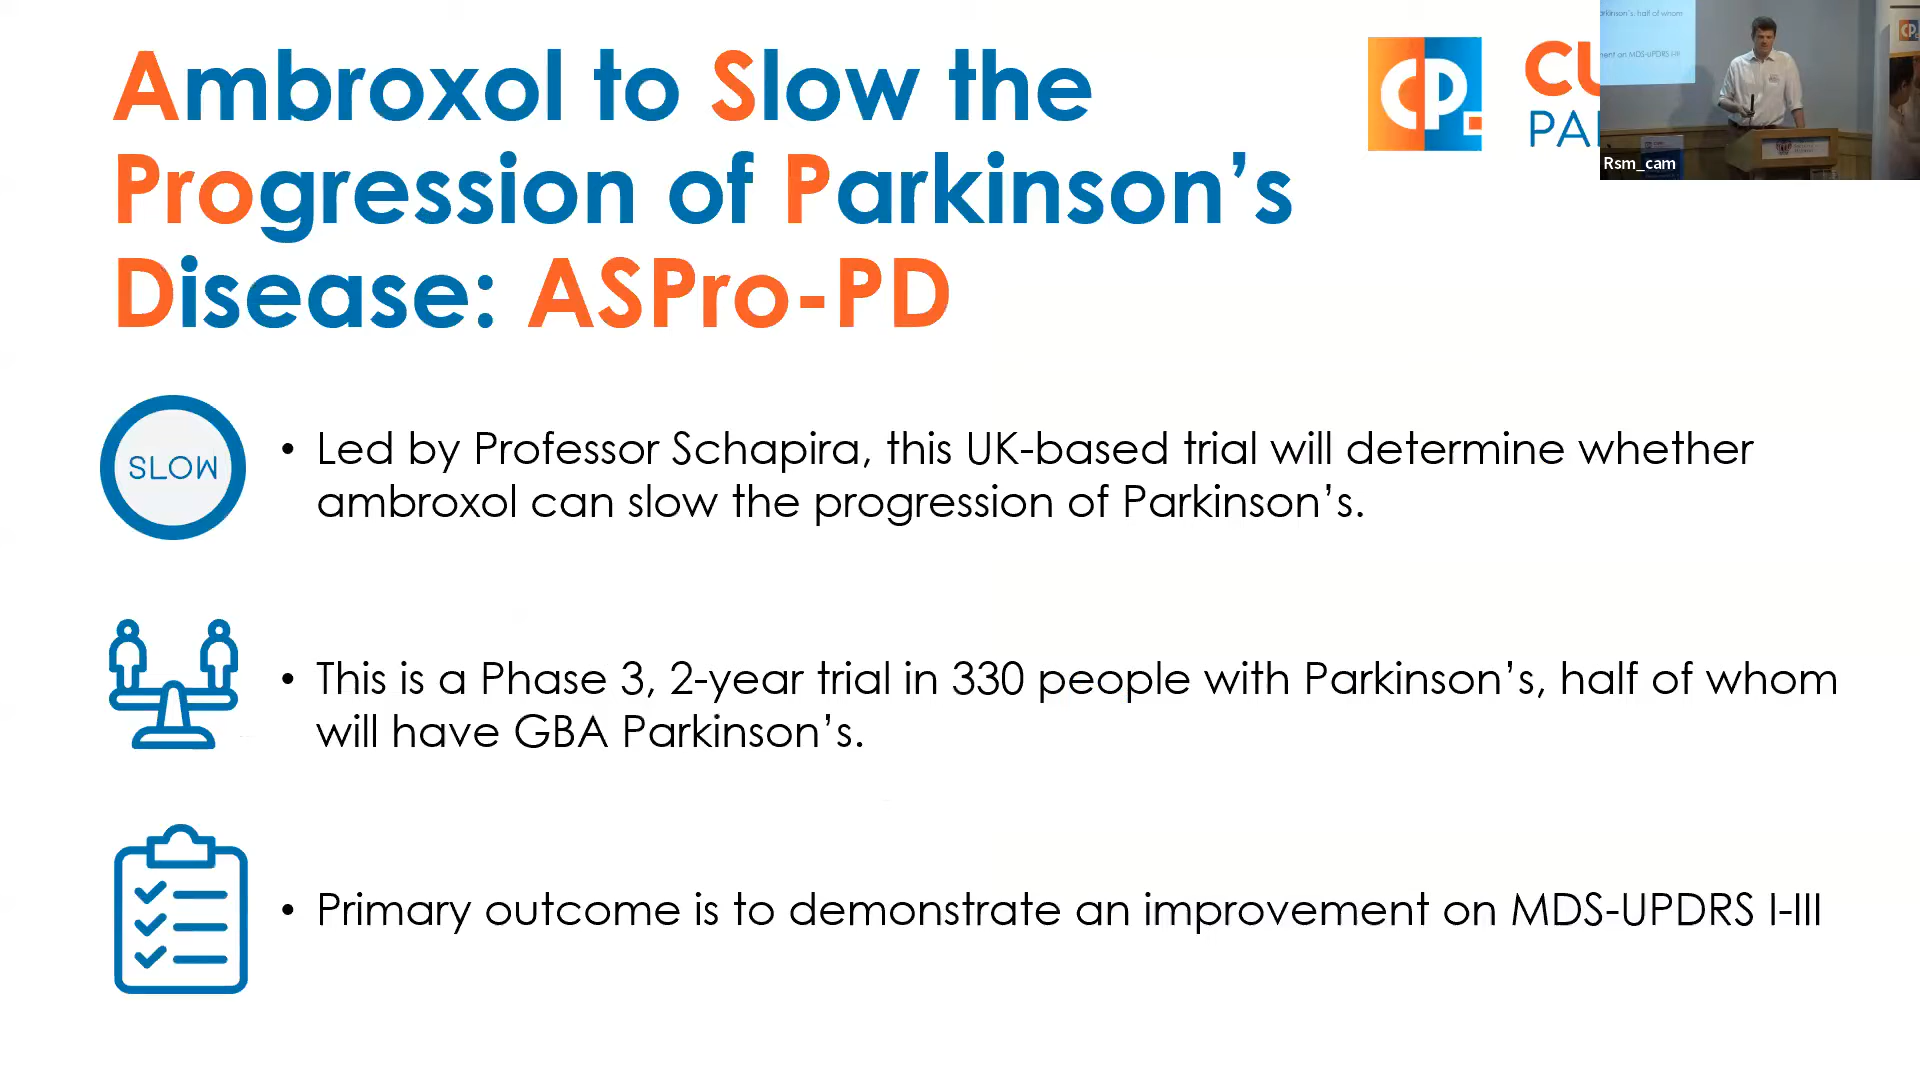 Ambroxol to Slow the
Progression of Parkinson’s
Disease: ASPro-PD
CP.
CU
PA
Rsm_cam
SLOW
• Led by Professor Schapira, this UK-based trial will determine whether
ambroxol can slow the progression of Parkinson’s.
• This is a Phase 3, 2-year trial in 330 people with Parkinson’s, half of whom
will have GBA Parkinson’s.
• Primary outcome is to demonstrate an improvement on MDS-UPDRS I-III